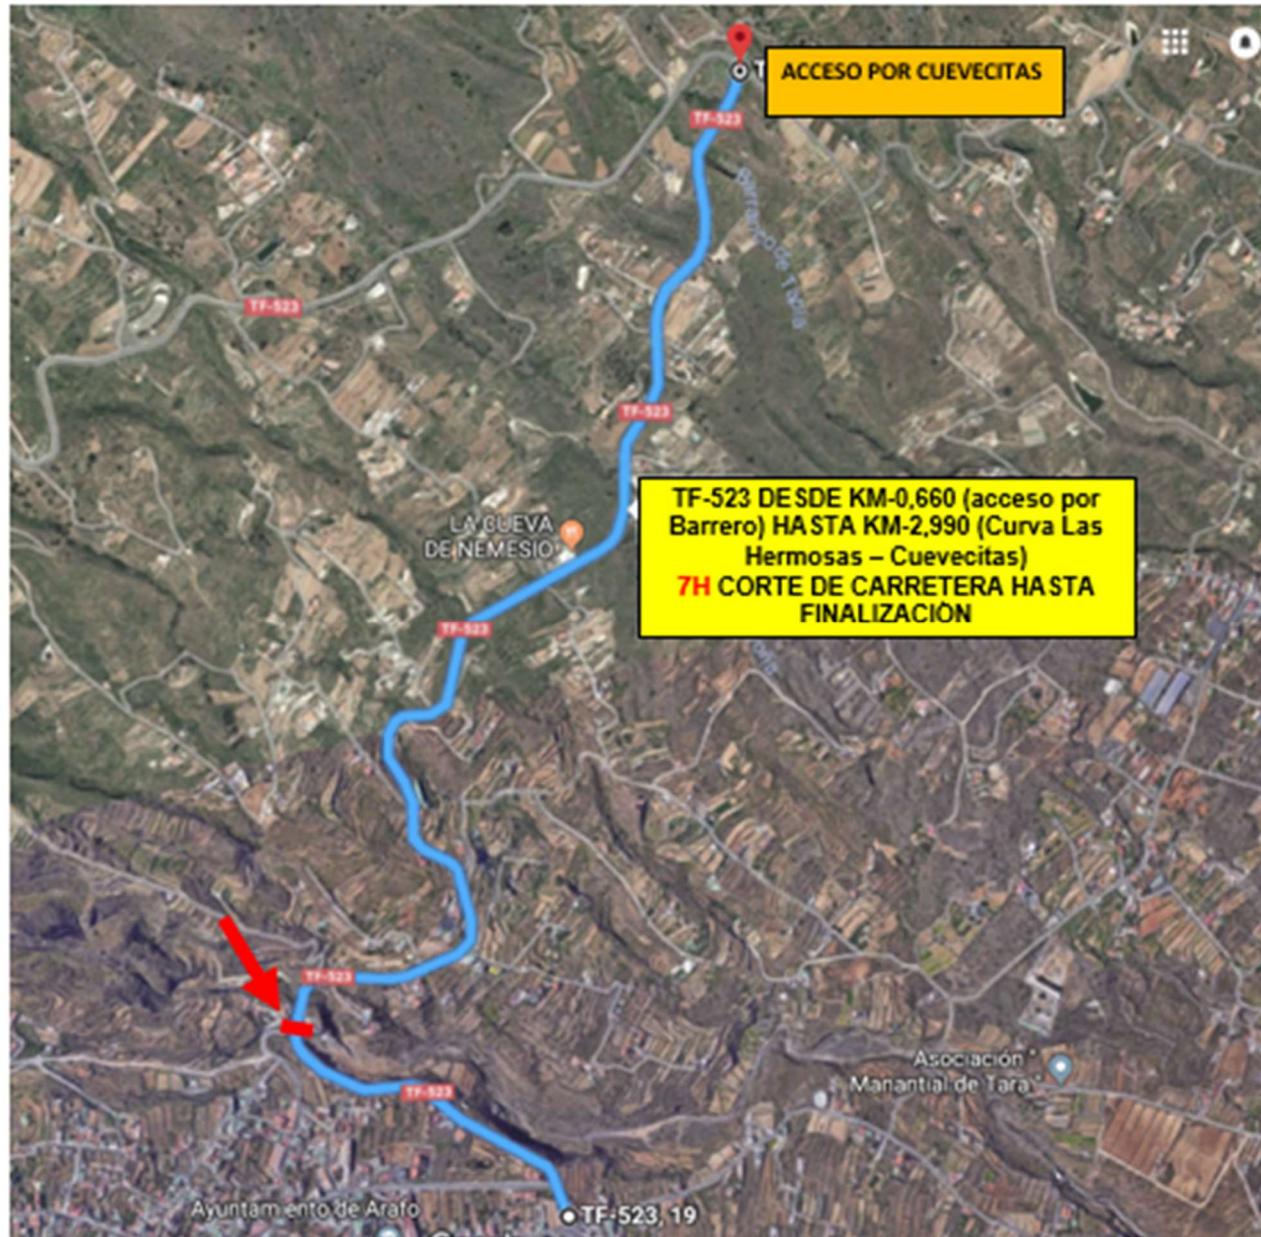 T
ACCESO POR CUEVECITAS
TF-523
TF-523
TF-523
TF-523 DESDE KM-0,660 (acceso por
Barrero) HASTA KM-2,990 (Curva Las
Hermosas – Cuevecitas)
7H CORTE DE CARRETERA HASTA
FINALIZACIÒN
LA CUEVA
DE NEMESIO
TF-523
TF-523
Asociación "
Manantial de Tara "
TF-523
Ayuntamiento de Arafo
TF-523, 19